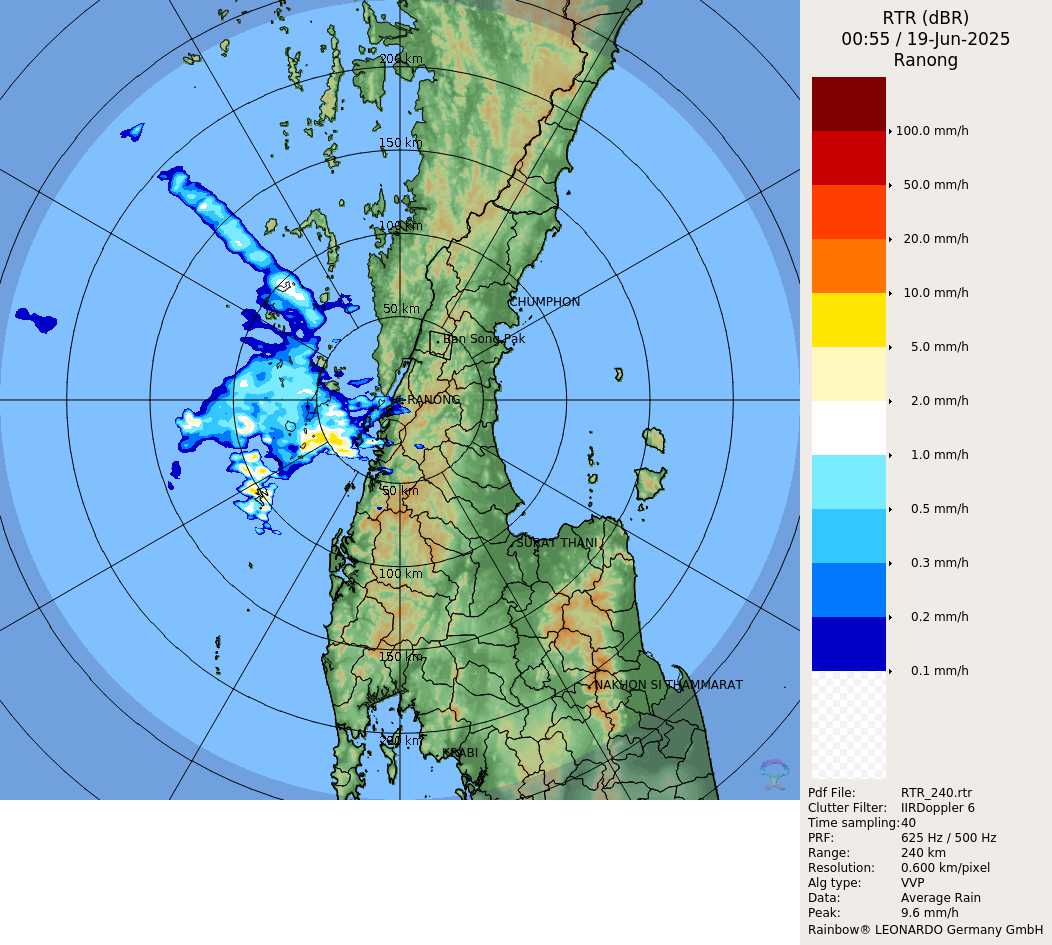 RTR (dBR)
00:55 / 19-Jun-2025
Ranong
200 km
150 km
100 km
50 km
CHUMPHON
Ban Song Pak
RANONG
50 km
SURAT THANI
100 km
150 km
NAKHON SI THAMMARAT
200 km
KRABI
100.0 mm/h
50.0 mm/h
20.0 mm/h
10.0 mm/h
5.0 mm/h
2.0 mm/h
1.0 mm/h
0.5 mm/h
0.3 mm/h
0.2 mm/h
0.1 mm/h
Pdf File: RTR_240.rtr
Clutter Filter: IIRDoppler 6
Time sampling:40
PRF: 625 Hz / 500 Hz
Range: 240 km
Resolution: 0.600 km/pixel
Alg type: VVP
Data: Average Rain
Peak: 9.6 mm/h
Rainbow® LEONARDO Germany GmbH